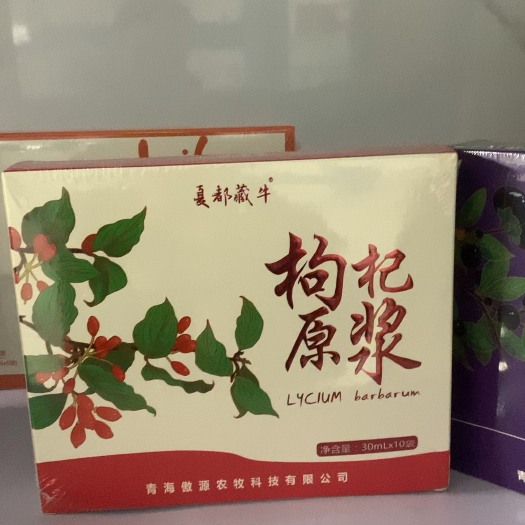 夏都藏牛®
枸杞
原浆
LYCIUM barbarum
净含量：30mL×10袋
青海傲源农牧科技有限公司